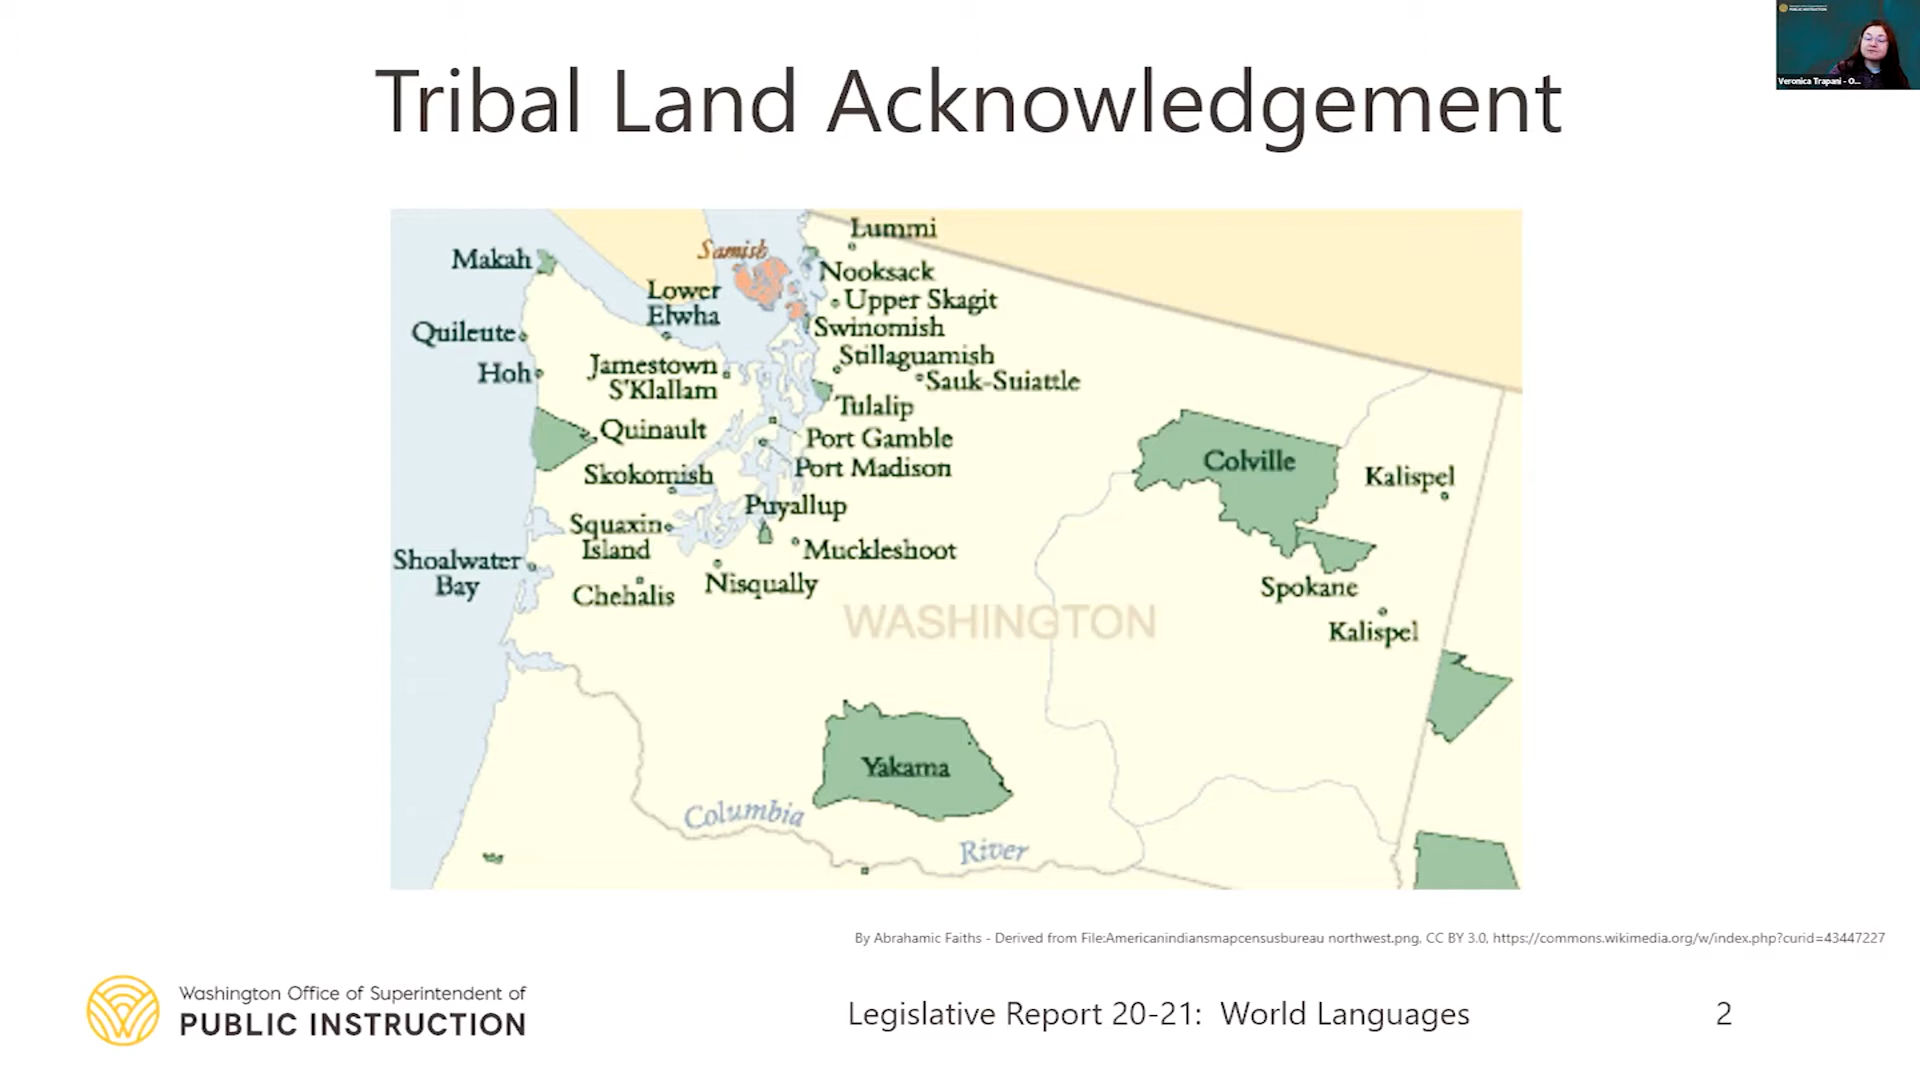 Tribal Land Acknowledgement
Veronica Trapani - O...
Lummi
Samish
Makah
Nooksack
Lower
Elwha
Upper Skagit
Swinomish
Quileute
Stillaguamish
Jamestown
S'Klallam
Hoh
Sauk-Suiattle
Tulalip
Quinault
Port Gamble
Port Madison
Skokomish
Colville
Kalispel
Puyallup
Squaxin
Island
Muckleshoot
Shoalwater
Bay
Chehalis
Nisqually
Spokane
WASHINGTON
Kalispel
Yakama
Columbia
River
By Abrahamic Faiths - Derived from File:Americanindiansmapcensusbureau northwest.png, CC BY 3.0, https://commons.wikimedia.org/w/index.php?curid=43447227
Washington Office of Superintendent of
PUBLIC INSTRUCTION
Legislative Report 20-21: World Languages
2